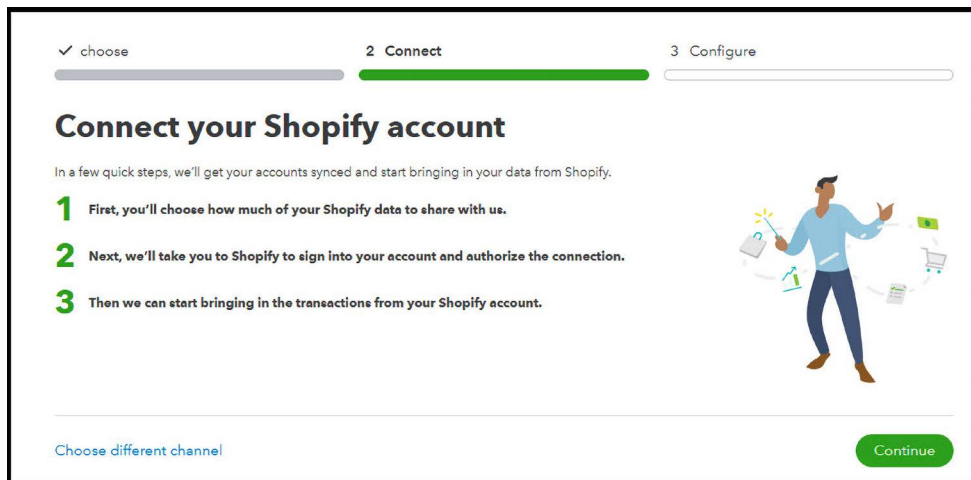 ✓ choose
2 Connect
3 Configure
Connect your Shopify account
In a few quick steps, we'll get your accounts synced and start bringing in your data from Shopify.
1 First, you'll choose how much of your Shopify data to share with us.
2 Next, we'll take you to Shopify to sign into your account and authorize the connection.
3 Then we can start bringing in the transactions from your Shopify account.
Choose different channel
Continue